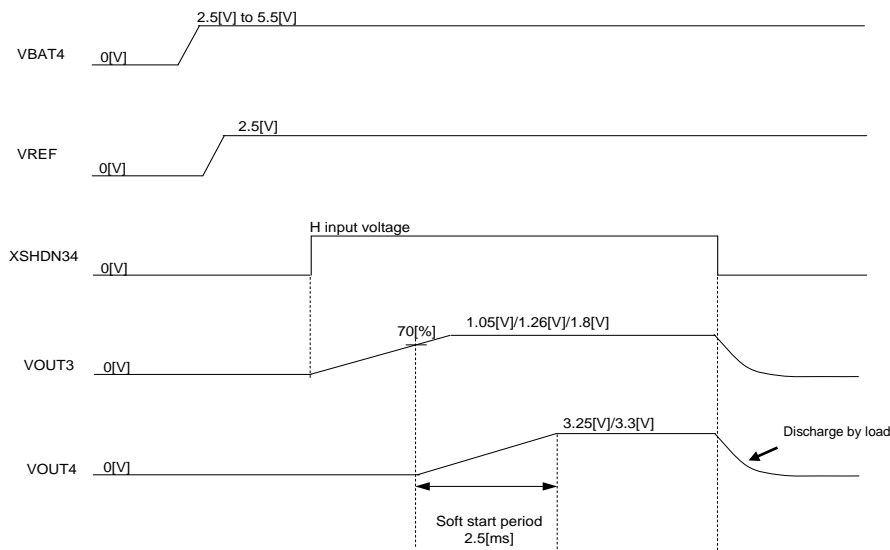 2.5[V] to 5.5[V]
VBAT4
0[V]
2.5[V]
VREF
0[V]
H input voltage
XSHDN34
0[V]
70[%]
1.05[V]/1.26[V]/1.8[V]
VOUT3
0[V]
3.25[V]/3.3[V]
Discharge by load
VOUT4
0[V]
Soft start period
2.5[ms]